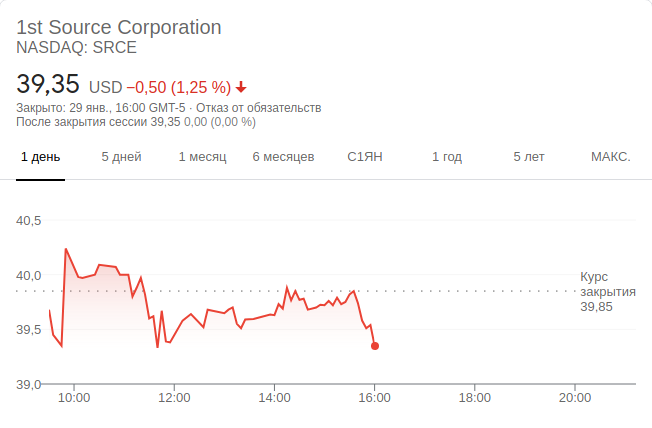 1st Source Corporation
NASDAQ: SRCE
39,35 USD −0,50 (1,25 %)
Закрыто: 29 янв., 16:00 GMT-5 · Отказ от обязательств
После закрытия сессии 39,35 0,00 (0,00 %)
1 день 5 дней 1 месяц 6 месяцев С1ЯН 1 год 5 лет МАКС.
40,5
40,0
Курс
закрытия
39,85
39,5
39,0
10:00 12:00 14:00 16:00 18:00 20:00